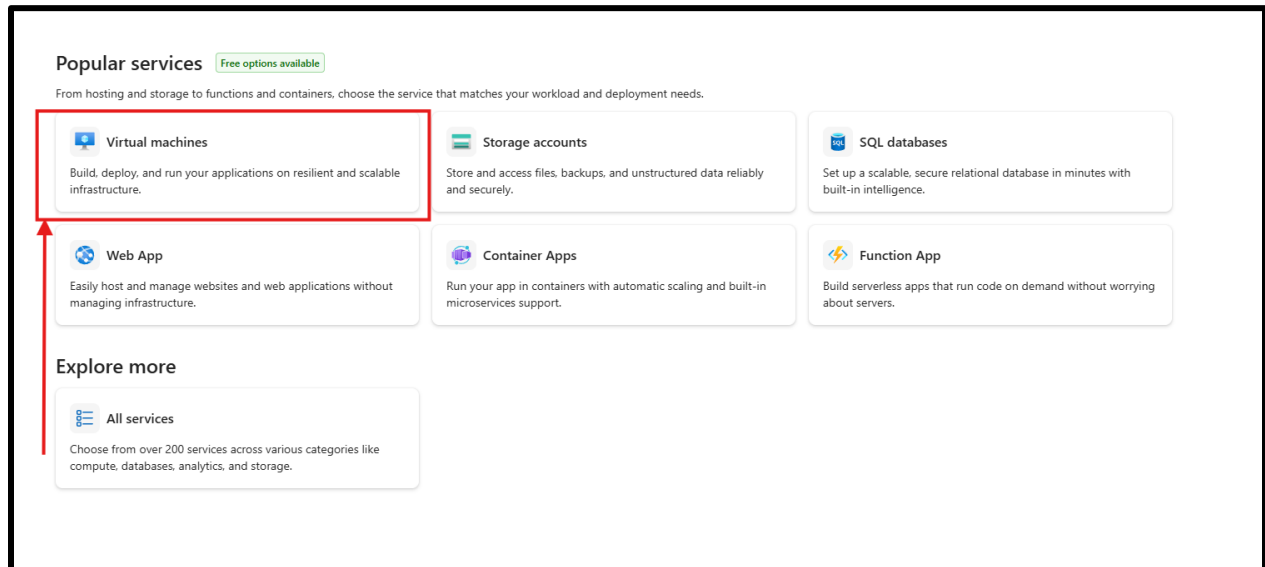 Popular services
Free options available
From hosting and storage to functions and containers, choose the service that matches your workload and deployment needs.
Virtual machines
Build, deploy, and run your applications on resilient and scalable
infrastructure.
Storage accounts
Store and access files, backups, and unstructured data reliably
and securely.
SQL
SQL databases
Set up a scalable, secure relational database in minutes with
built-in intelligence.
Web App
Easily host and manage websites and web applications without
managing infrastructure.
Container Apps
Run your app in containers with automatic scaling and built-in
microservices support.
Function App
Build serverless apps that run code on demand without worrying
about servers.
Explore more
All services
Choose from over 200 services across various categories like
compute, databases, analytics, and storage.